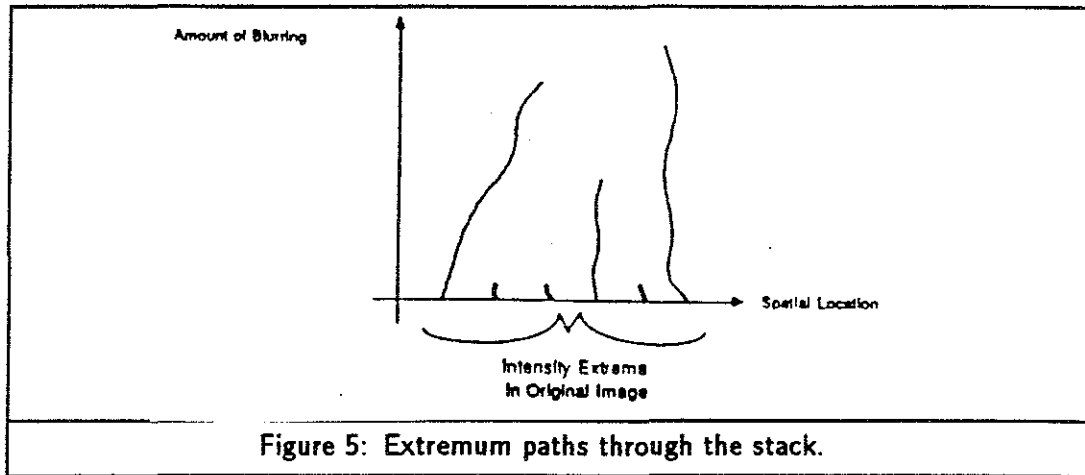 Amount of Blurring
Spatial Location
Intensity Extrema
In Original Image
Figure 5: Extremum paths through the stack.